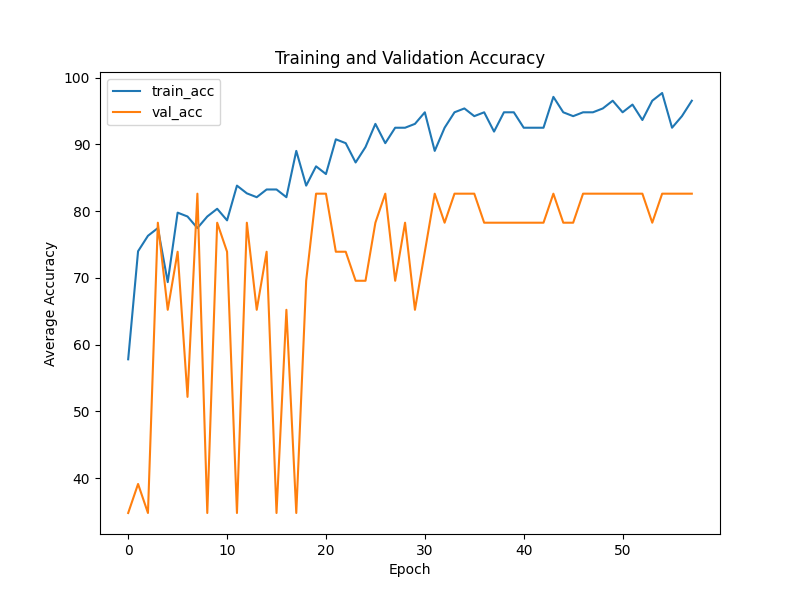 Training and Validation Accuracy
train_acc
val_acc
100
90
80
70
60
50
40
Average Accuracy
0 10 20 30 40 50
Epoch